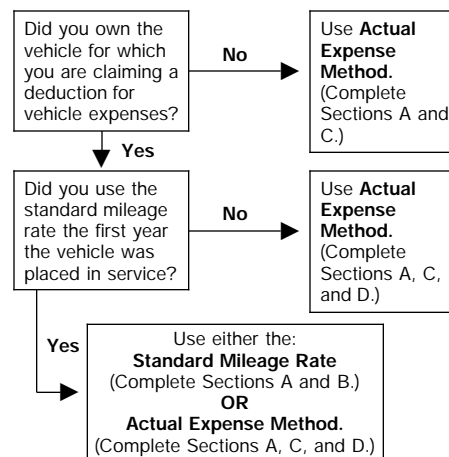 Did you own the
vehicle for which
you are claiming a
deduction for
vehicle expenses?
No
Use Actual
Expense
Method.
(Complete
Sections A and
C.)
Yes
Did you use the
standard mileage
rate the first year
the vehicle was
placed in service?
No
Use Actual
Expense
Method.
(Complete
Sections A, C,
and D.)
Yes
Use either the:
Standard Mileage Rate
(Complete Sections A and B.)
OR
Actual Expense Method.
(Complete Sections A, C, and D.)